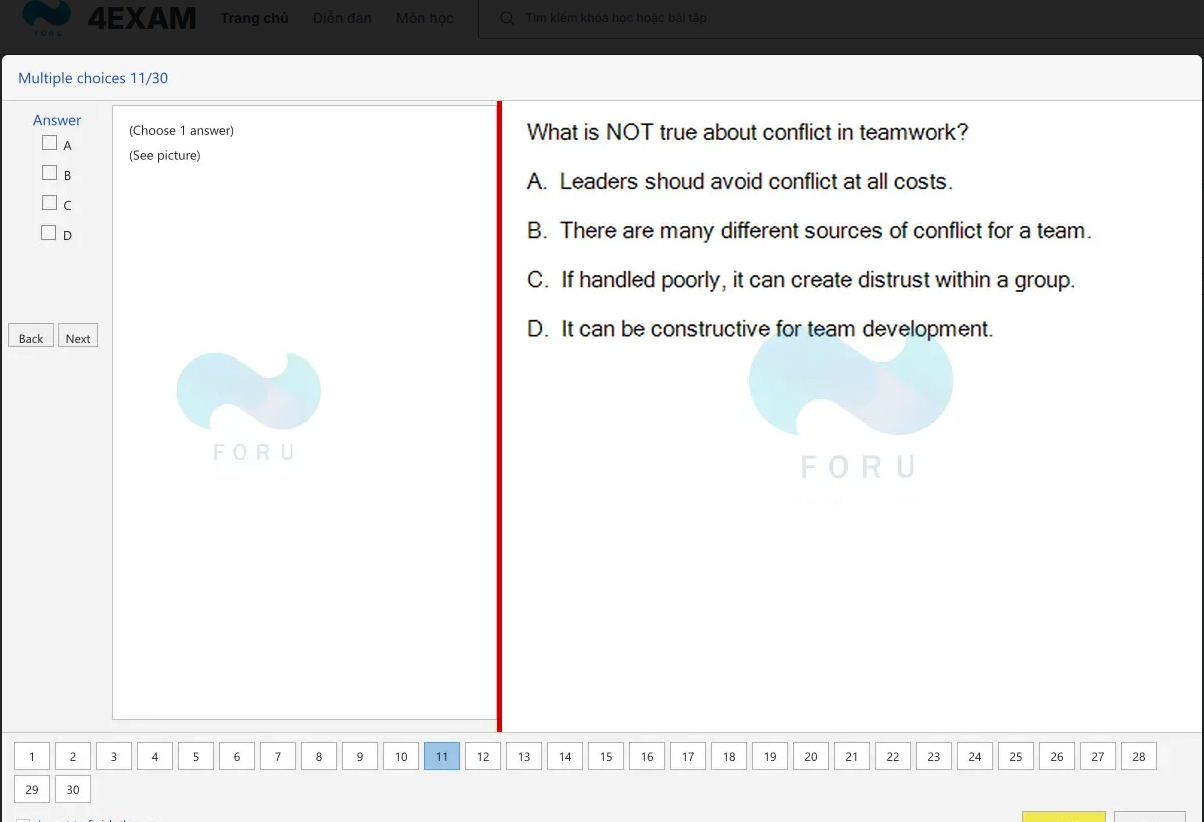 FORU
4EXAM
Trang chủ
Diễn đàn
Môn học
Tìm kiếm khóa học hoặc bài tập
Multiple choices 11/30
Answer
A
B
C
D
Back
Next
(Choose 1 answer)
(See picture)
FORU
What is NOT true about conflict in teamwork?
A. Leaders shoud avoid conflict at all costs.
B. There are many different sources of conflict for a team.
C. If handled poorly, it can create distrust within a group.
D. It can be constructive for team development.
FORU
1 2 3 4 5 6 7 8 9 10 11 12 13 14 15 16 17 18 19 20 21 22 23 24 25 26 27 28
29 30